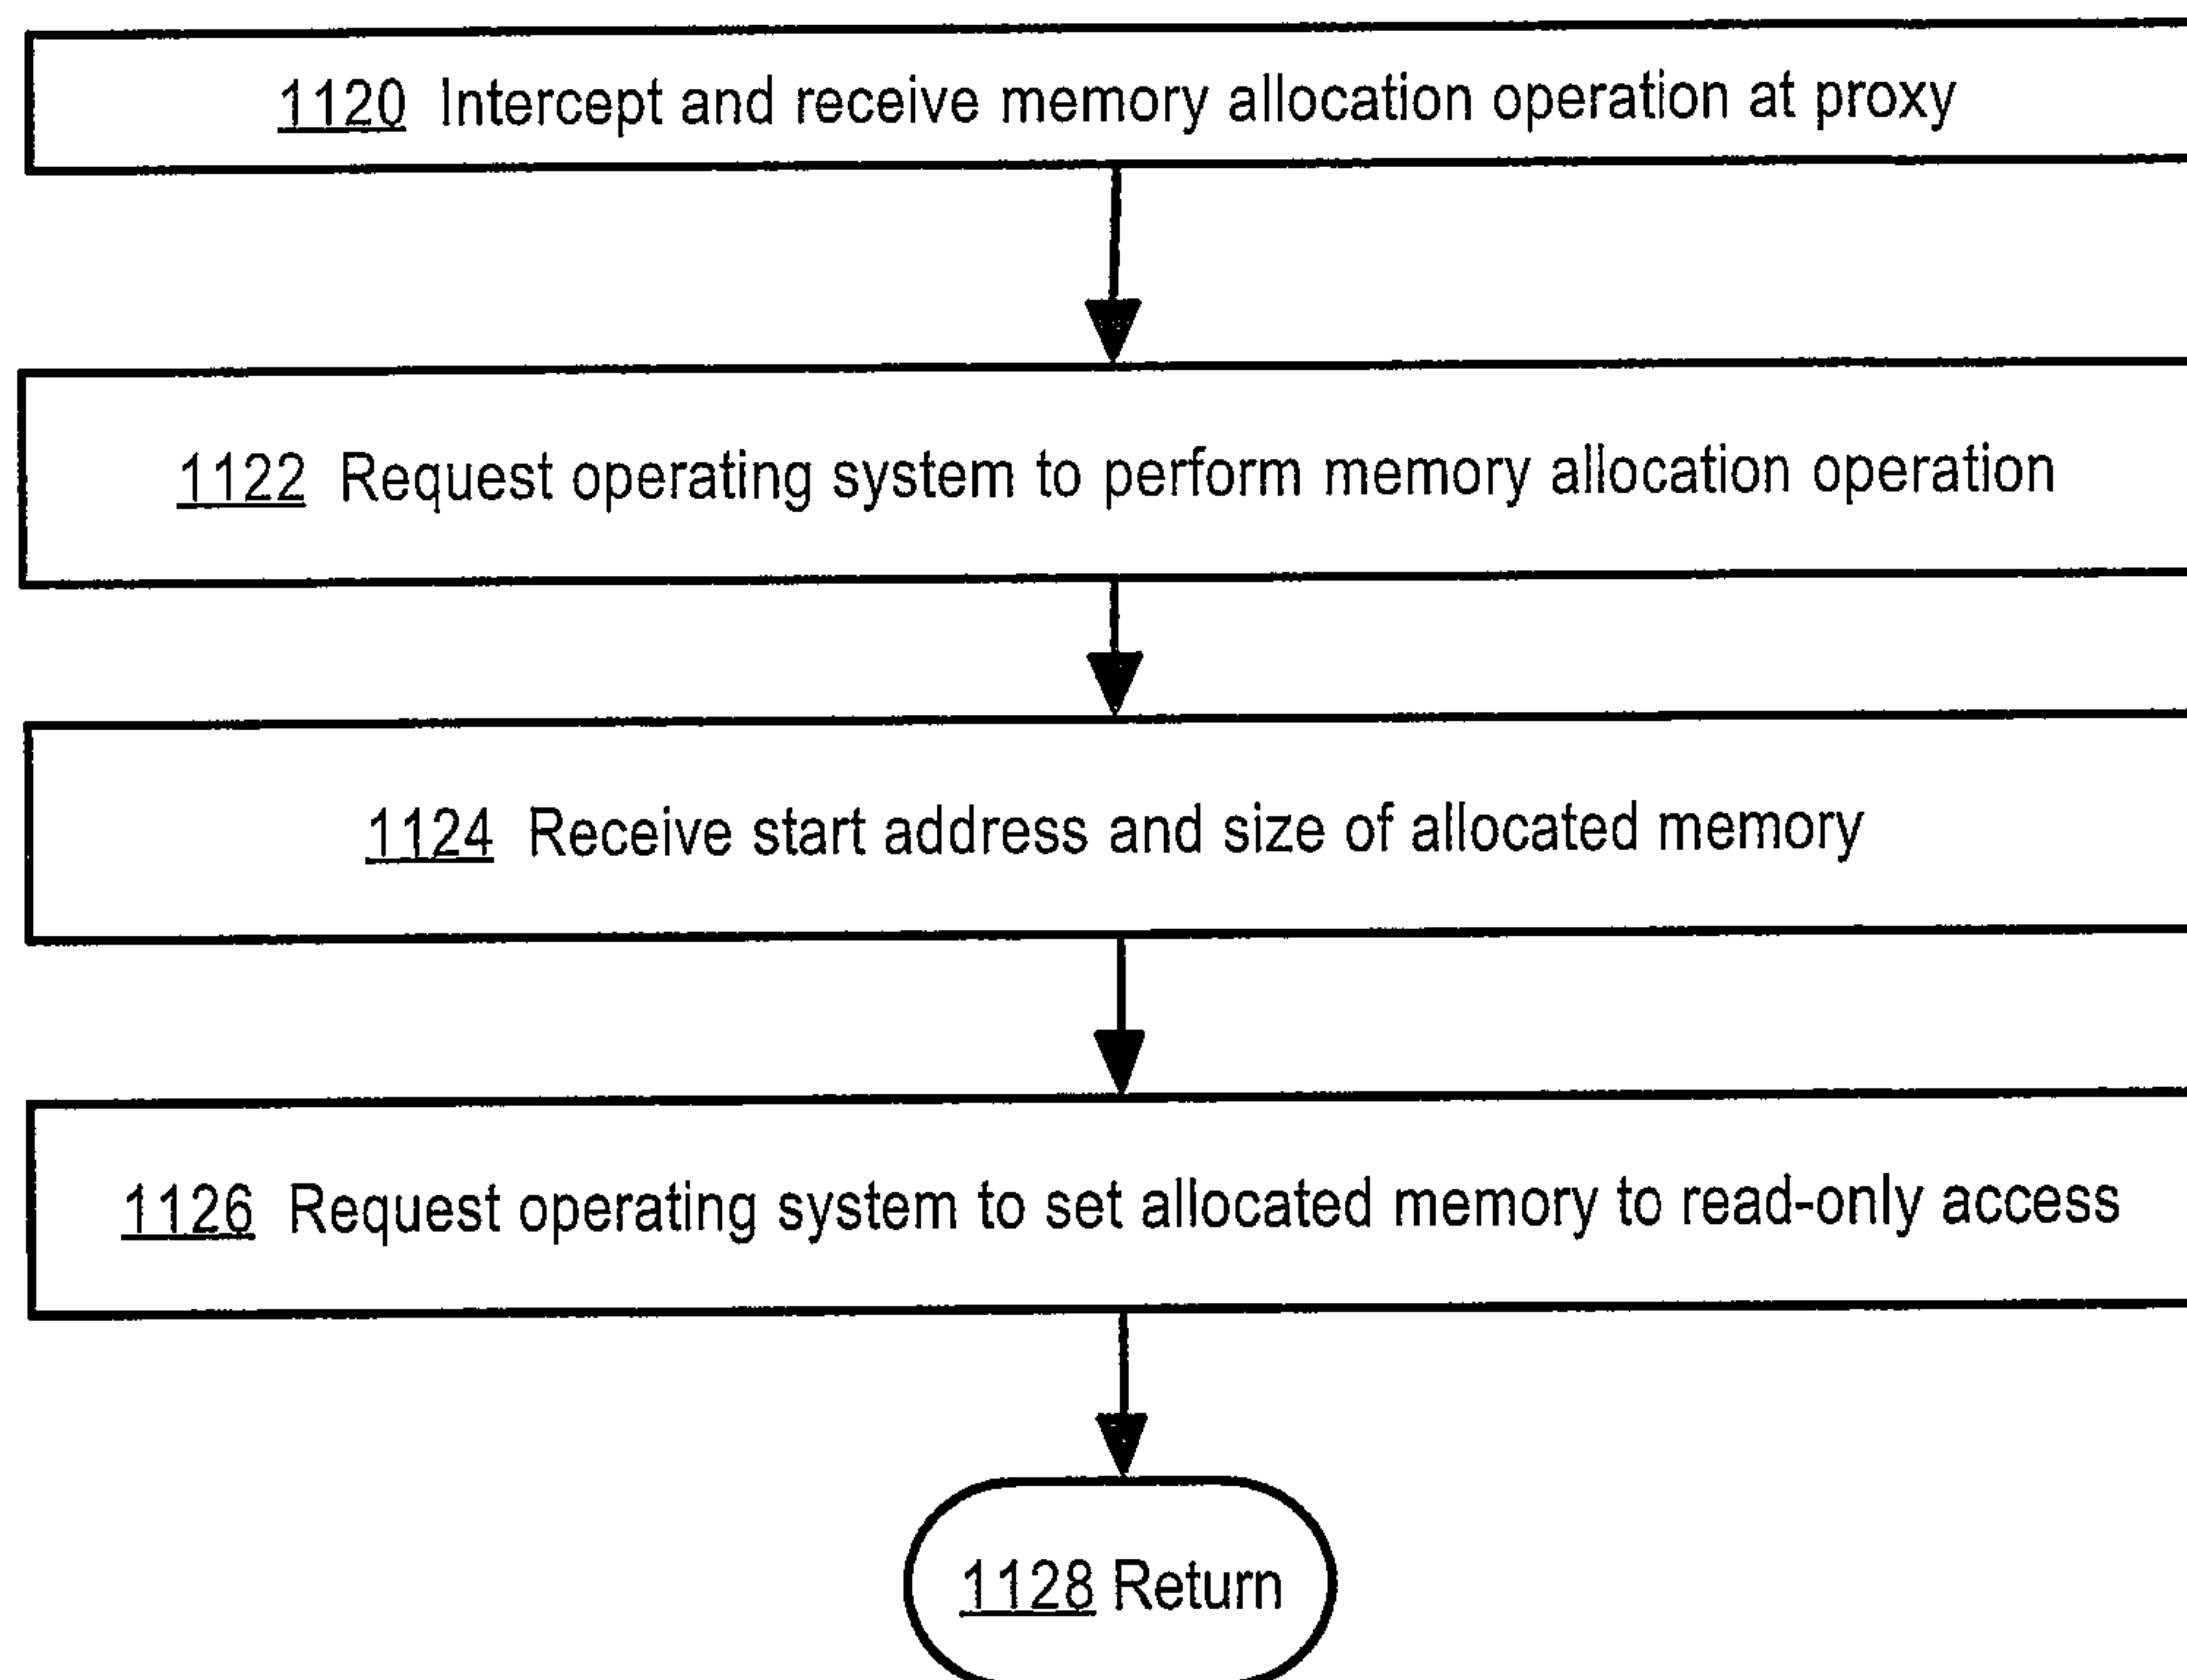 1120 Intercept and receive memory allocation operation at proxy
1122 Request operating system to perform memory allocation operation
1124 Receive start address and size of allocated memory
1126 Request operating system to set allocated memory to read-only access
1128 Return